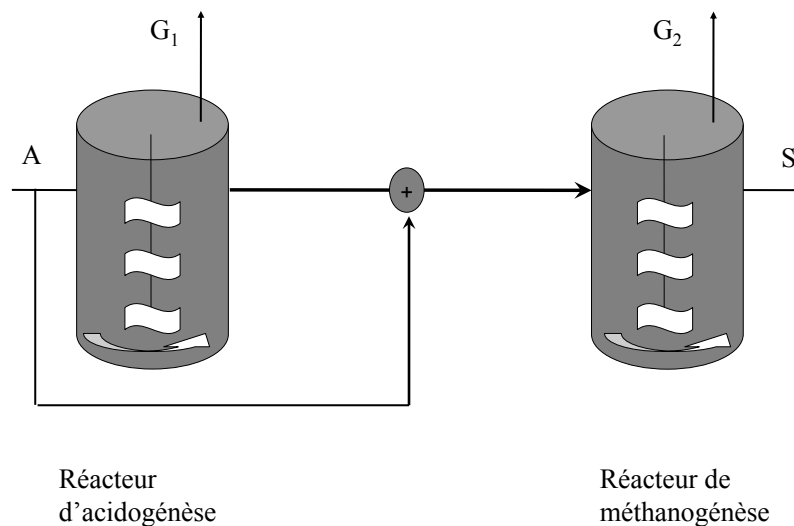 G₁
G₂
A
S
+
Réacteur
d’acidogénèse
Réacteur de
méthanogénèse